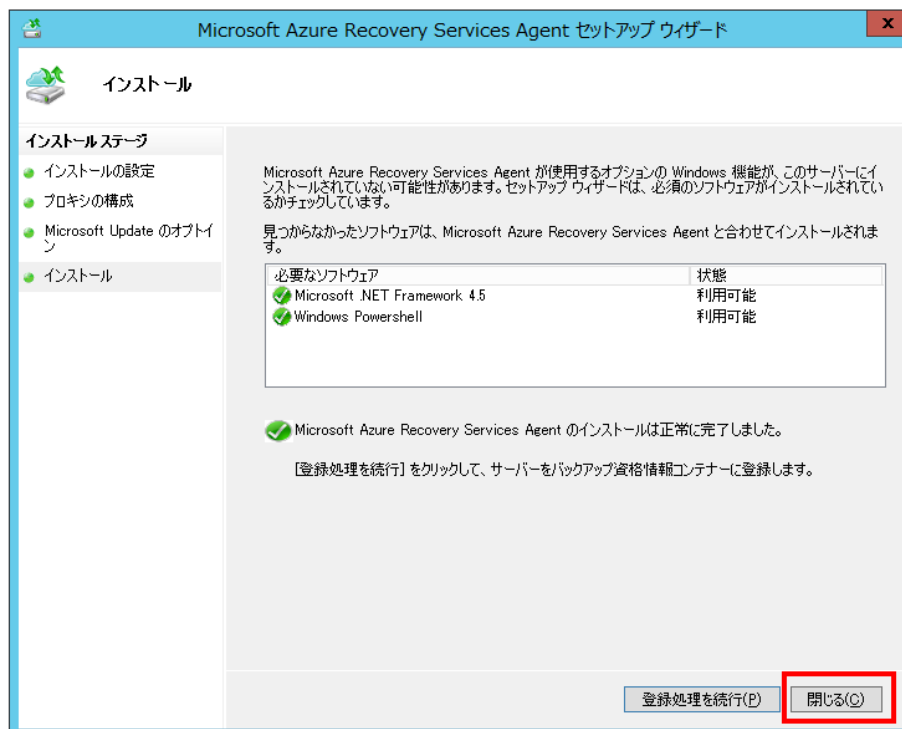 Microsoft Azure Recovery Services Agent セットアップ ウィザード
x
インストール
インストール ステージ
インストールの設定
プロキシの構成
Microsoft Update のオプトイ
ン
インストール
Microsoft Azure Recovery Services Agent が使用するオプションの Windows 機能が、このサーバーにイ
ンストールされていない可能性があります。セットアップ ウィザードは、必須のソフトウェアがインストールされてい
るかチェックしています。
見つからなかったソフトウェアは、Microsoft Azure Recovery Services Agent と合わせてインストールされま
す。
必要なソフトウェア 状態
Microsoft .NET Framework 4.5 利用可能
Windows Powershell 利用可能
Microsoft Azure Recovery Services Agent のインストールは正常に完了しました。
[登録処理を続行] をクリックして、サーバーをバックアップ資格情報コンテナーに登録します。
登録処理を続行(P) 閉じる(C)